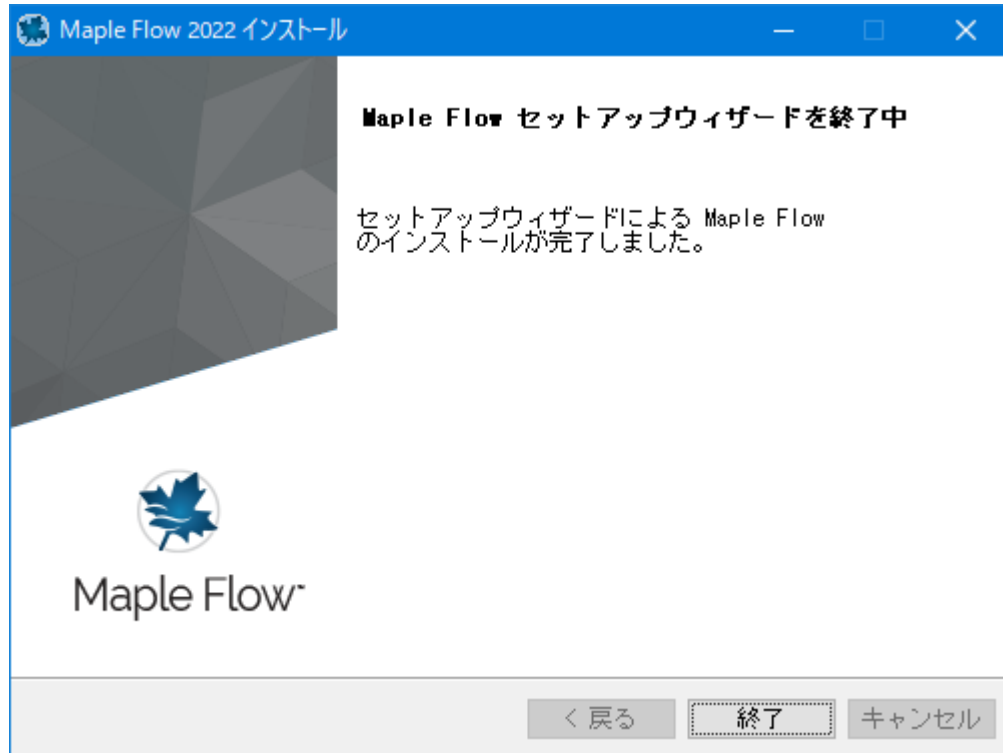 Maple Flow 2022 インストール
Maple Flow セットアップウィザードを終了中
セットアップウィザードによる Maple Flow
のインストールが完了しました。
Maple Flow™
< 戻る
終了
キャンセル